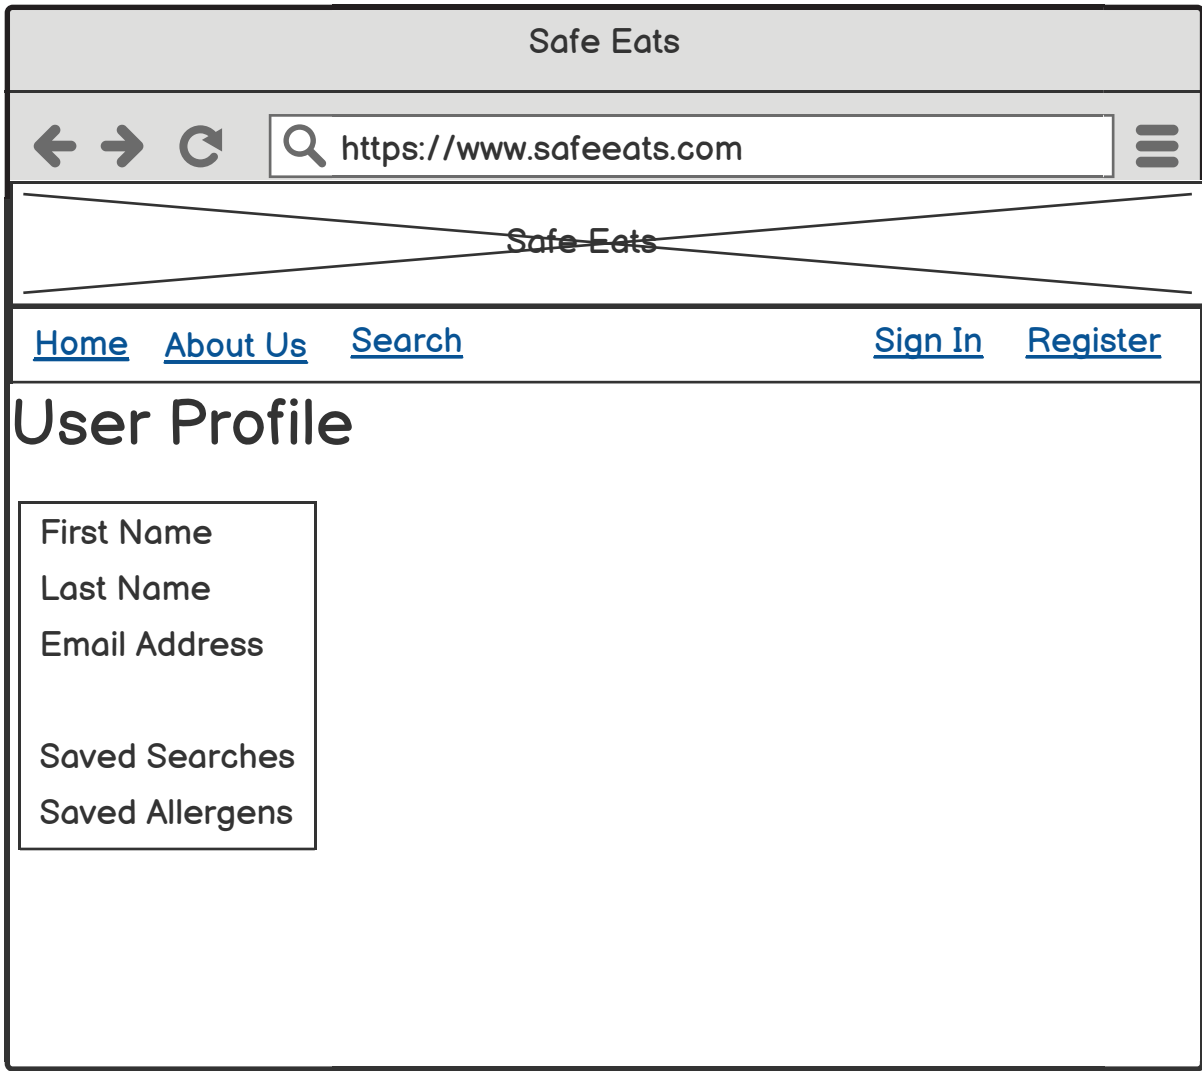 Safe Eats
https://www.safeeats.com
Safe Eats
Home About Us Search Sign In Register
User Profile
First Name
Last Name
Email Address
Saved Searches
Saved Allergens